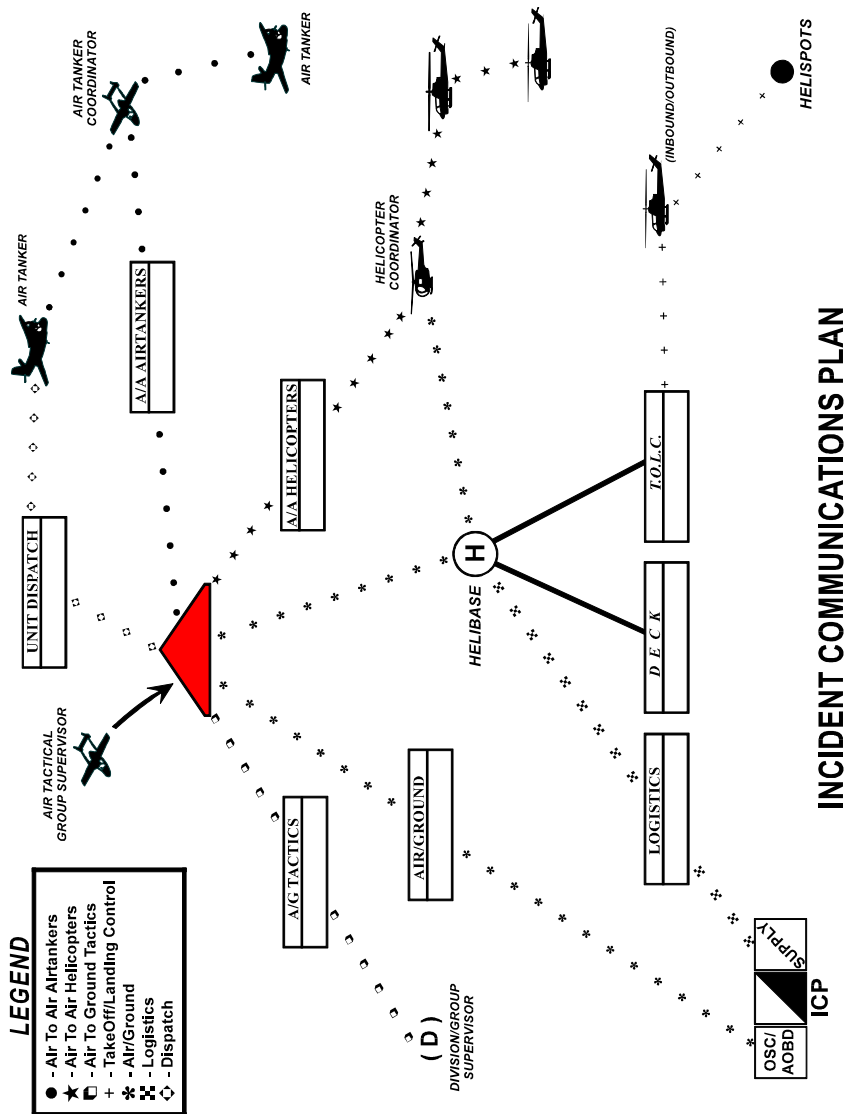 LEGEND
- Air To Air Airtankers
- Air To Air Helicopters
- Air To Ground Tactics
- TakeOff/Landing Control
- Air/Ground
- Logistics
- Dispatch
AIR TACTICAL
GROUP SUPERVISOR
UNIT DISPATCH
AIR TANKER
AIR TANKER
COORDINATOR
AIR TANKER
A/A AIRTANKERS
A/G TACTICS
A/A HELICOPTERS
(D)
DIVISION/GROUP
SUPERVISOR
AIR/GROUND
HELICOPTER
COORDINATOR
H
HELIBASE
LOGISTICS
D E C K
T.O.L.C.
(INBOUND/OUTBOUND)
HELISPOTS
OSC/
AOBD
SUPPLY
ICP
INCIDENT COMMUNICATIONS PLAN